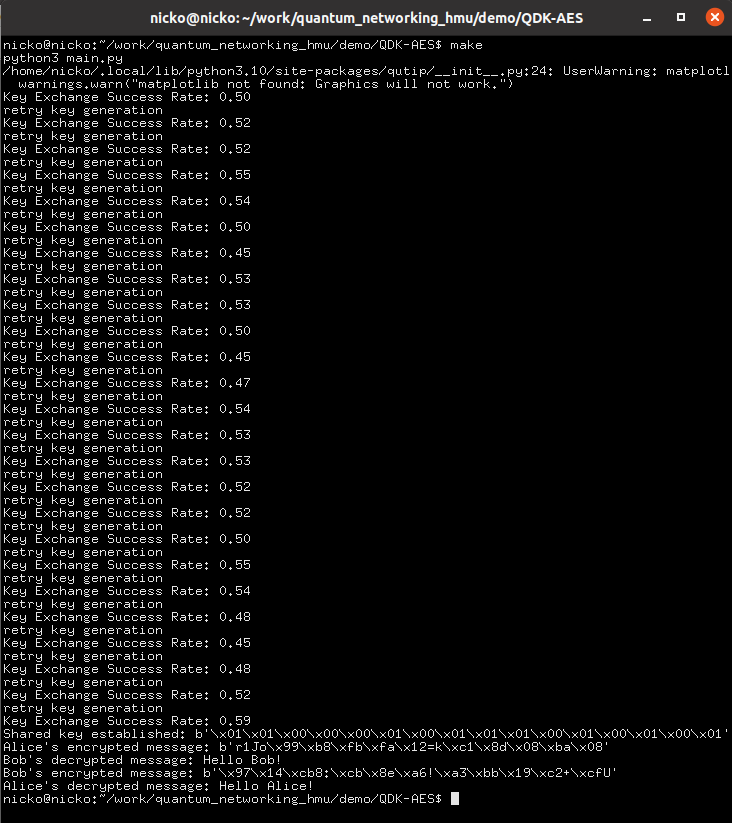 nicko@nicko: ~/work/quantum_networking_hmu/demo/QDK-AES
nicko@nicko:~/work/quantum_networking_hmu/demo/QDK-AES$ make
python3 main.py
/home/nicko/.local/lib/python3.10/site-packages/qutip/__init__.py:24: UserWarning: matplotl
  warnings.warn("matplotlib not found: Graphics will not work.")
Key Exchange Success Rate: 0.50
retry key generation
Key Exchange Success Rate: 0.52
retry key generation
Key Exchange Success Rate: 0.52
retry key generation
Key Exchange Success Rate: 0.55
retry key generation
Key Exchange Success Rate: 0.54
retry key generation
Key Exchange Success Rate: 0.50
retry key generation
Key Exchange Success Rate: 0.45
retry key generation
Key Exchange Success Rate: 0.53
retry key generation
Key Exchange Success Rate: 0.53
retry key generation
Key Exchange Success Rate: 0.50
retry key generation
Key Exchange Success Rate: 0.45
retry key generation
Key Exchange Success Rate: 0.47
retry key generation
Key Exchange Success Rate: 0.54
retry key generation
Key Exchange Success Rate: 0.53
retry key generation
Key Exchange Success Rate: 0.53
retry key generation
Key Exchange Success Rate: 0.52
retry key generation
Key Exchange Success Rate: 0.52
retry key generation
Key Exchange Success Rate: 0.50
retry key generation
Key Exchange Success Rate: 0.55
retry key generation
Key Exchange Success Rate: 0.54
retry key generation
Key Exchange Success Rate: 0.48
retry key generation
Key Exchange Success Rate: 0.45
retry key generation
Key Exchange Success Rate: 0.48
retry key generation
Key Exchange Success Rate: 0.52
retry key generation
Key Exchange Success Rate: 0.59
Shared key established: b'\x01\x01\x00\x00\x00\x01\x00\x01\x01\x01\x00\x01\x00\x01\x00\x01'
Alice's encrypted message: b'r1Jo\x99\xb8\xfb\xfa\x12=k\xc1\x8d\x08\xba\x08'
Bob's decrypted message: Hello Bob!
Bob's encrypted message: b'\x97\x14\xcb8:\xcb\x8e\xa6!\xa3\xbb\x19\xc2+\xcfU'
Alice's decrypted message: Hello Alice!
nicko@nicko:~/work/quantum_networking_hmu/demo/QDK-AES$